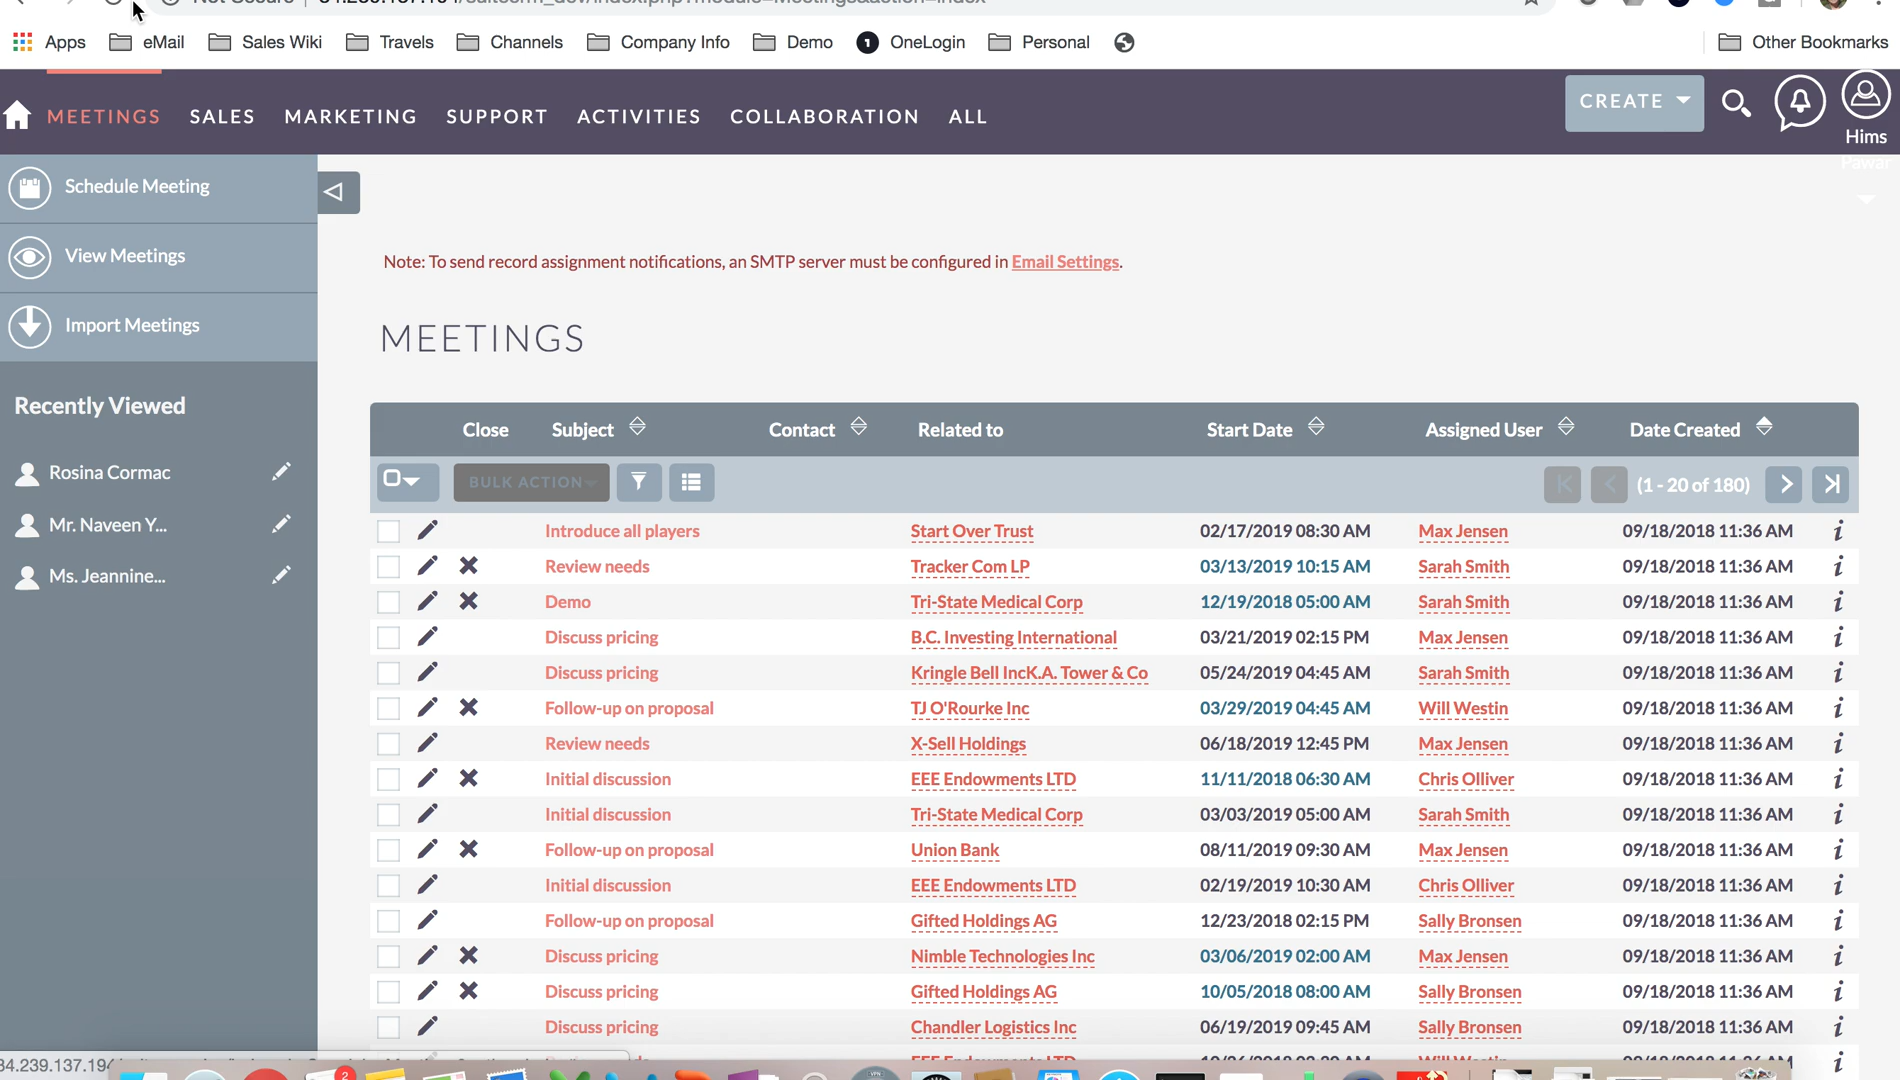 Apps eMail Sales Wiki Travels Channels Company Info Demo 1 OneLogin Personal Other Bookmarks
MEETINGS SALES MARKETING SUPPORT ACTIVITIES COLLABORATION ALL CREATE
Hims
Pawar
Schedule Meeting
View Meetings
Import Meetings
Recently Viewed
Rosina Cormac
Mr. Naveen Y...
Ms. Jeannine...
Note: To send record assignment notifications, an SMTP server must be configured in Email Settings.
MEETINGS
Close Subject Contact Related to Start Date Assigned User Date Created
BULK ACTION (1 - 20 of 180)
Introduce all players Start Over Trust 02/17/2019 08:30 AM Max Jensen 09/18/2018 11:36 AM i
Review needs Tracker Com LP 03/13/2019 10:15 AM Sarah Smith 09/18/2018 11:36 AM i
Demo Tri-State Medical Corp 12/19/2018 05:00 AM Sarah Smith 09/18/2018 11:36 AM i
Discuss pricing B.C. Investing International 03/21/2019 02:15 PM Max Jensen 09/18/2018 11:36 AM i
Discuss pricing Kringle Bell IncK.A. Tower & Co 05/24/2019 04:45 AM Sarah Smith 09/18/2018 11:36 AM i
Follow-up on proposal TJ O'Rourke Inc 03/29/2019 04:45 AM Will Westin 09/18/2018 11:36 AM i
Review needs X-Sell Holdings 06/18/2019 12:45 PM Max Jensen 09/18/2018 11:36 AM i
Initial discussion EEE Endowments LTD 11/11/2018 06:30 AM Chris Olliver 09/18/2018 11:36 AM i
Initial discussion Tri-State Medical Corp 03/03/2019 05:00 AM Sarah Smith 09/18/2018 11:36 AM i
Follow-up on proposal Union Bank 08/11/2019 09:30 AM Max Jensen 09/18/2018 11:36 AM i
Initial discussion EEE Endowments LTD 02/19/2019 10:30 AM Chris Olliver 09/18/2018 11:36 AM i
Follow-up on proposal Gifted Holdings AG 12/23/2018 02:15 PM Sally Bronsen 09/18/2018 11:36 AM i
Discuss pricing Nimble Technologies Inc 03/06/2019 02:00 AM Max Jensen 09/18/2018 11:36 AM i
Discuss pricing Gifted Holdings AG 10/05/2018 08:00 AM Sally Bronsen 09/18/2018 11:36 AM i
Discuss pricing Chandler Logistics Inc 06/19/2019 09:45 AM Sally Bronsen 09/18/2018 11:36 AM i
34.239.137.194
2